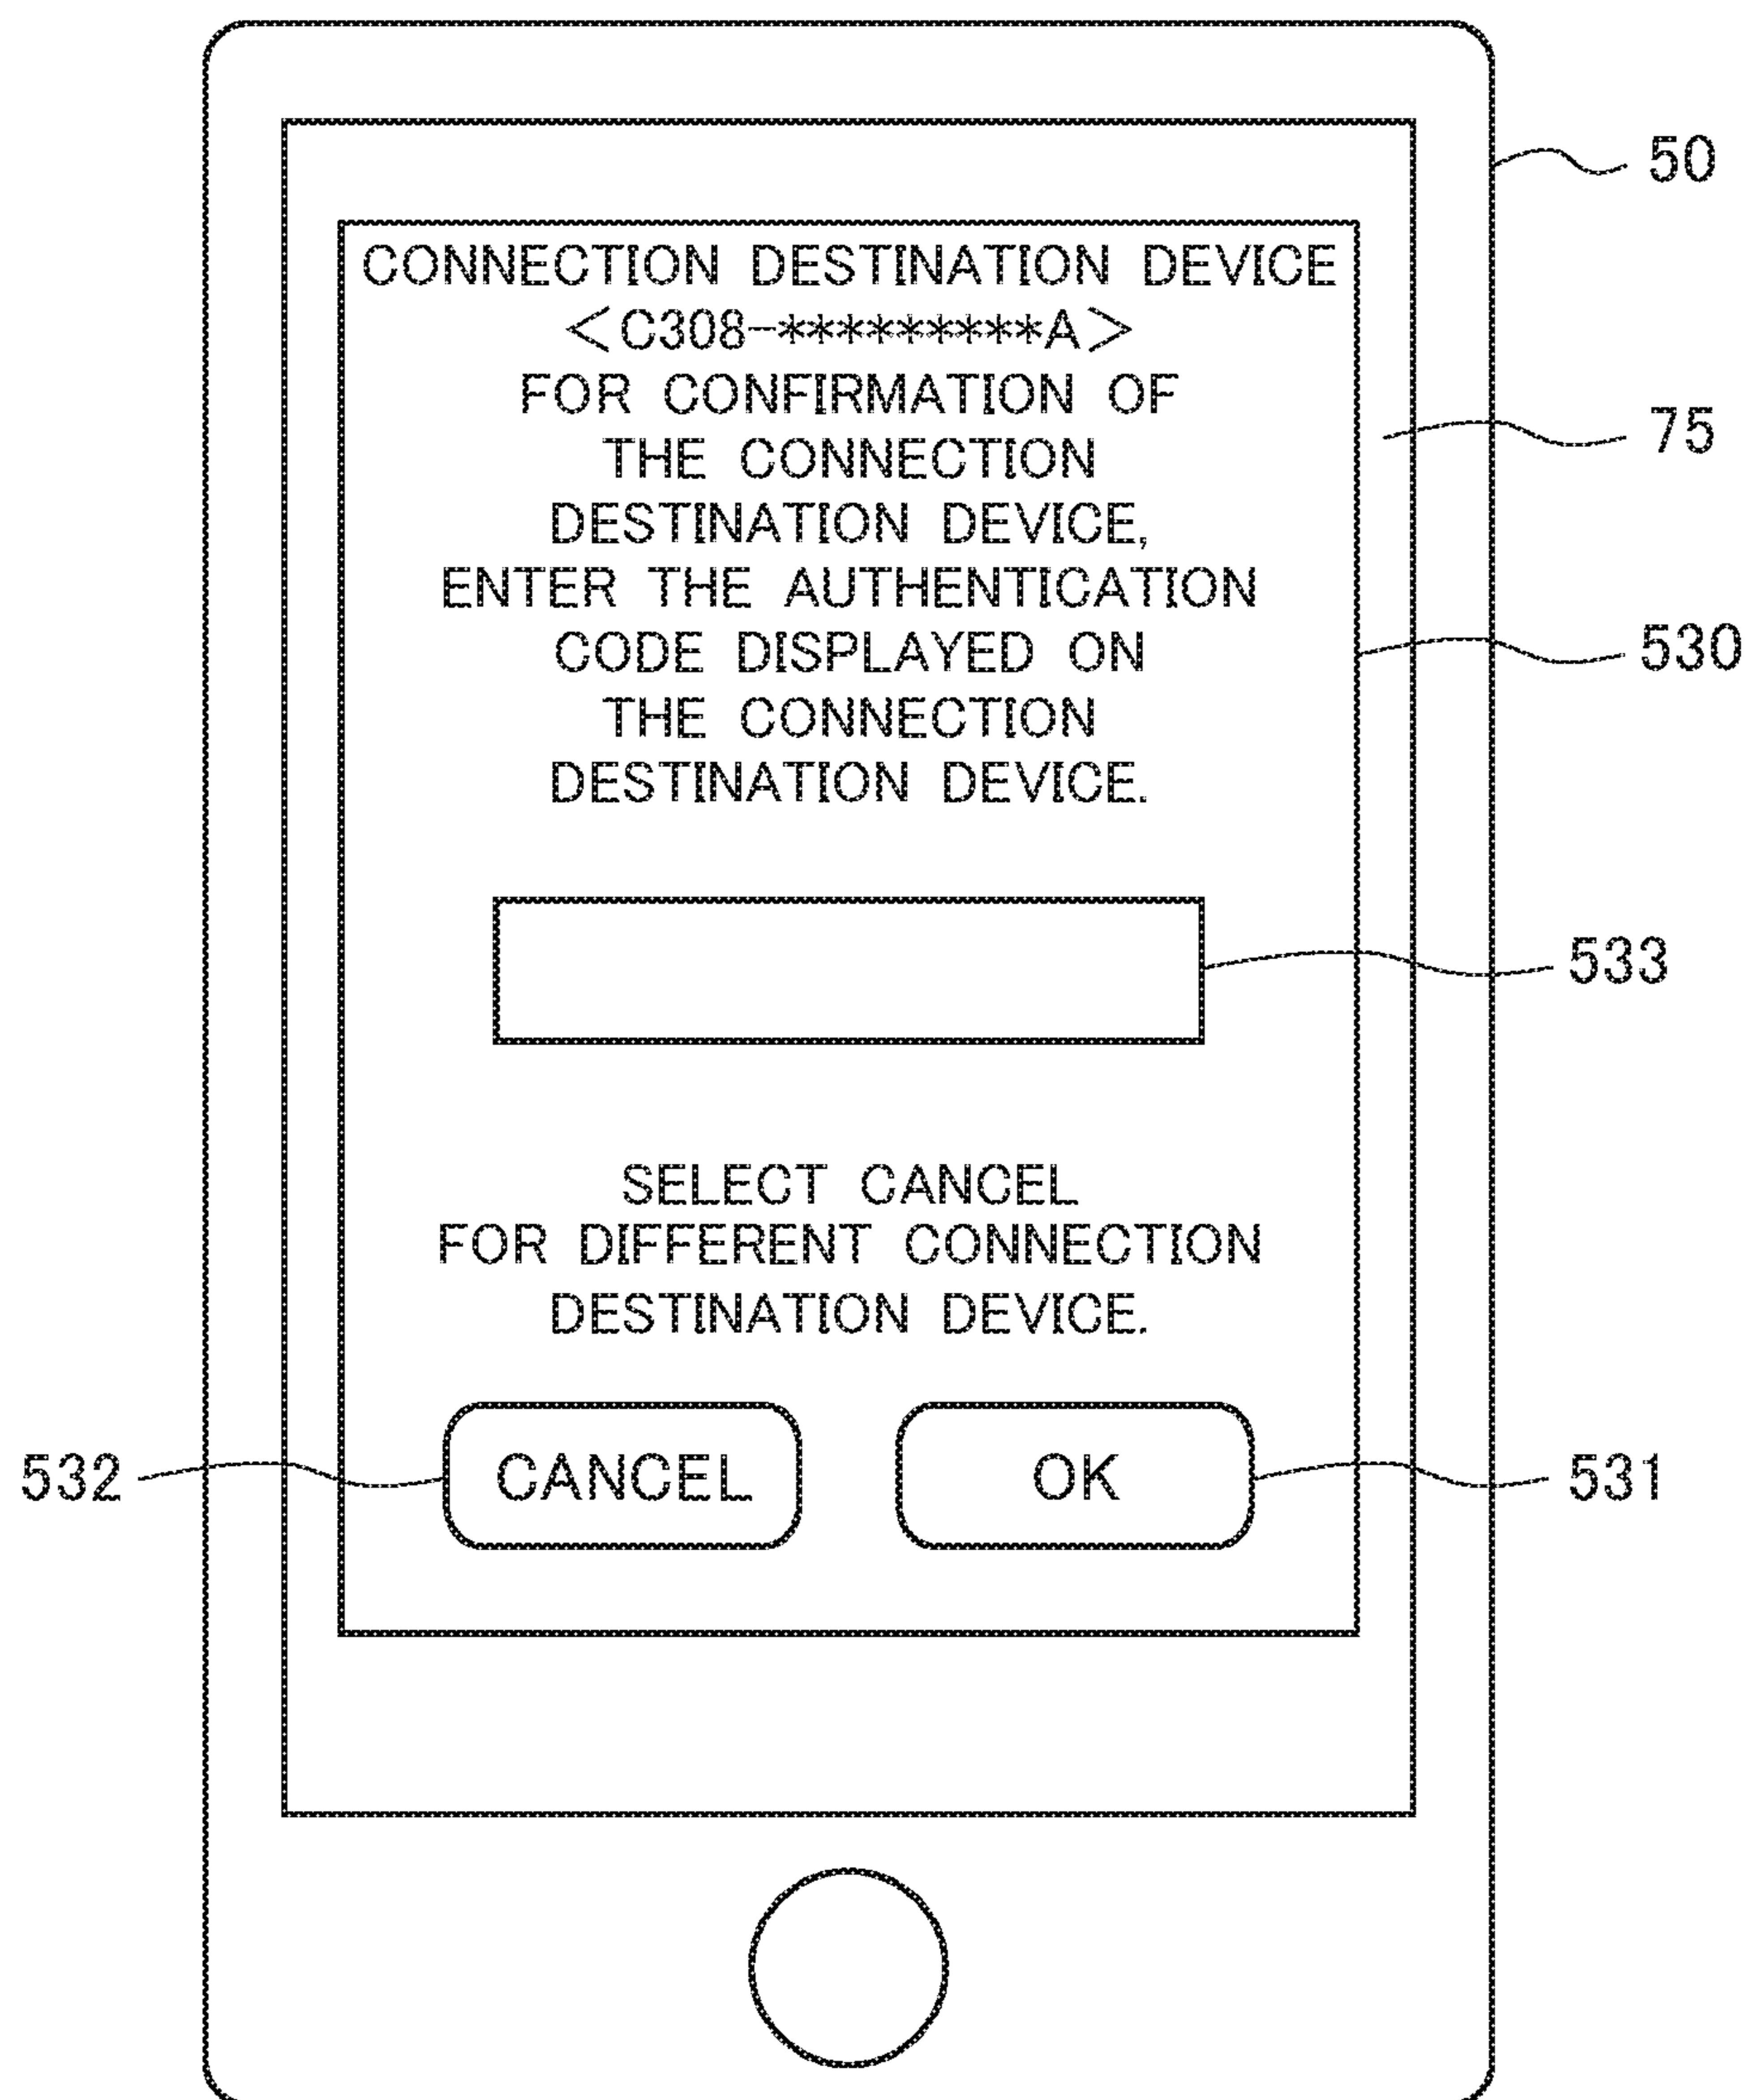 50
CONNECTION DESTINATION DEVICE
<C308-*********A>
FOR CONFIRMATION OF
THE CONNECTION
75
DESTINATION DEVICE,
ENTER THE AUTHENTICATION
CODE DISPLAYED ON
530
THE CONNECTION
DESTINATION DEVICE.
533
SELECT CANCEL
FOR DIFFERENT CONNECTION
DESTINATION DEVICE.
532
CANCEL
OK
531